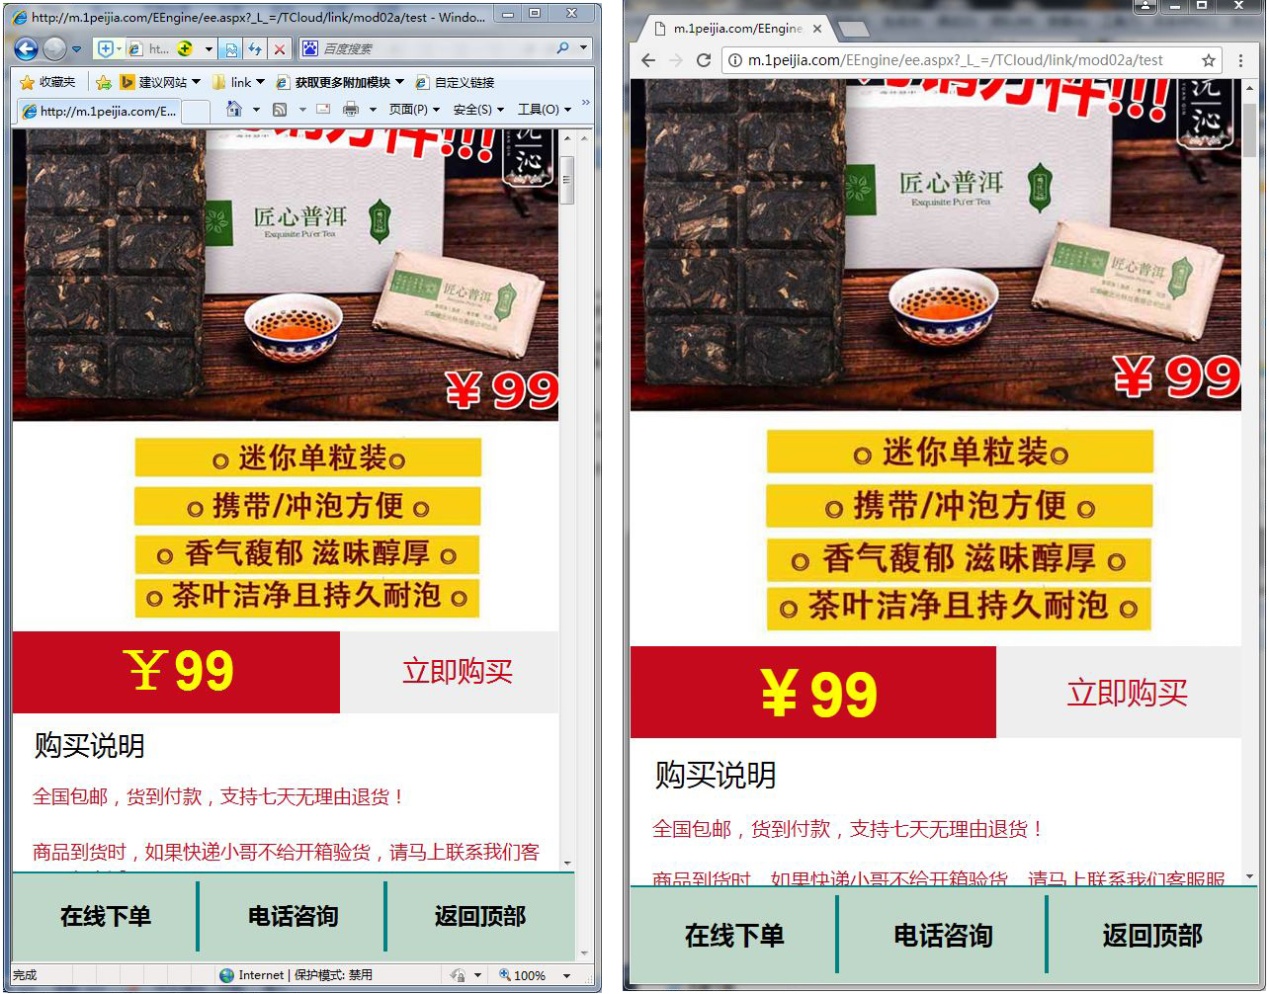 http://m.1peijia.com/EEngine/ee.aspx?_L_=/TCloud/link/mod02a/test - Windo...
ht...
百度搜索
收藏夹
建议网站
link
获取更多附加模块
自定义链接
http://m.1peijia.com/E...
页面(P)
安全(S)
工具(O)
!!!
沁
匠心普洱
Exquisite Pu'er Tea
匠心普洱
¥99
迷你单粒装
携带/冲泡方便
香气馥郁 滋味醇厚
茶叶洁净且持久耐泡
¥99
立即购买
购买说明
全国包邮，货到付款，支持七天无理由退货！
商品到货时，如果快递小哥不给开箱验货，请马上联系我们客
在线下单
电话咨询
返回顶部
完成
Internet | 保护模式: 禁用
100%
m.1peijia.com/EEngine
m.1peijia.com/EEngine/ee.aspx?_L_=/TCloud/link/mod02a/test
!!!
沁
匠心普洱
Exquisite Pu'er Tea
匠心普洱
¥99
迷你单粒装
携带/冲泡方便
香气馥郁 滋味醇厚
茶叶洁净且持久耐泡
¥99
立即购买
购买说明
全国包邮，货到付款，支持七天无理由退货！
商品到货时，如果快递小哥不给开箱验货，请马上联系我们客服服
在线下单
电话咨询
返回顶部